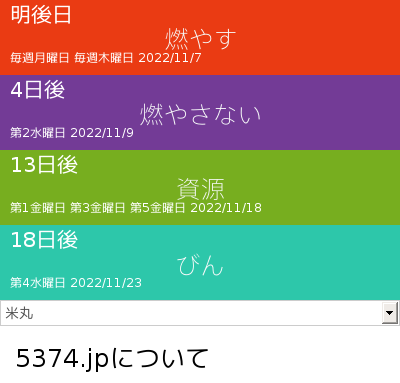 明後日
燃やす
毎週月曜日 毎週木曜日 2022/11/7
4日後
燃やさない
第2水曜日 2022/11/9
13日後
資源
第1金曜日 第3金曜日 第5金曜日 2022/11/18
18日後
びん
第4水曜日 2022/11/23
米丸
5374.jpについて